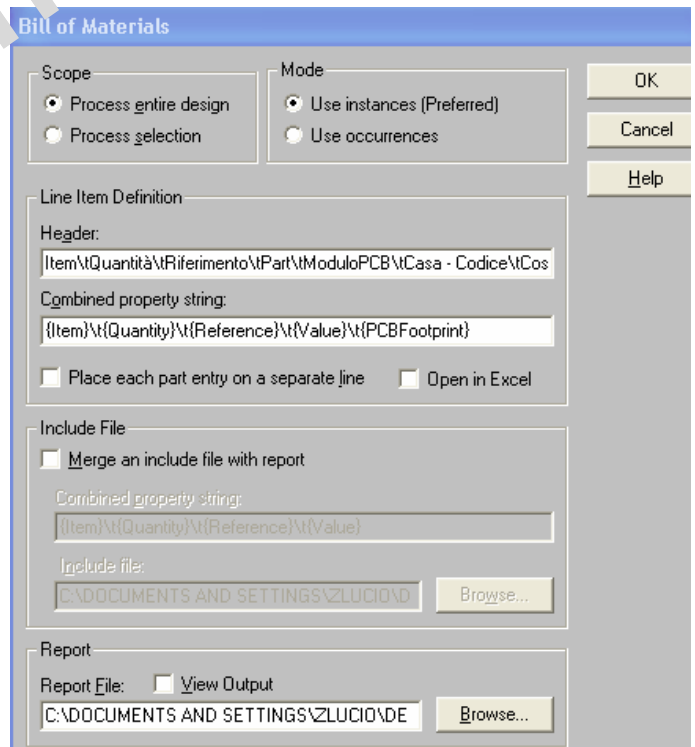 Bill of Materials
Scope
Process entire design
Process selection
Mode
Use instances (Preferred)
Use occurrences
OK
Cancel
Help
Line Item Definition
Header:
Item\tQuantità\tRiferimento\tPart\tModuloPCB\tCasa - Codice\tCos
Combined property string:
{Item}\t{Quantity}\t{Reference}\t{Value}\t{PCBFootprint}
Place each part entry on a separate line
Open in Excel
Include File
Merge an include file with report
Combined property string:
{Item}\t{Quantity}\t{Reference}\t{Value}
Include file:
C:\DOCUMENTS AND SETTINGS\ZLUCIO\D
Browse...
Report
Report File:
View Output
C:\DOCUMENTS AND SETTINGS\ZLUCIO\DE
Browse...